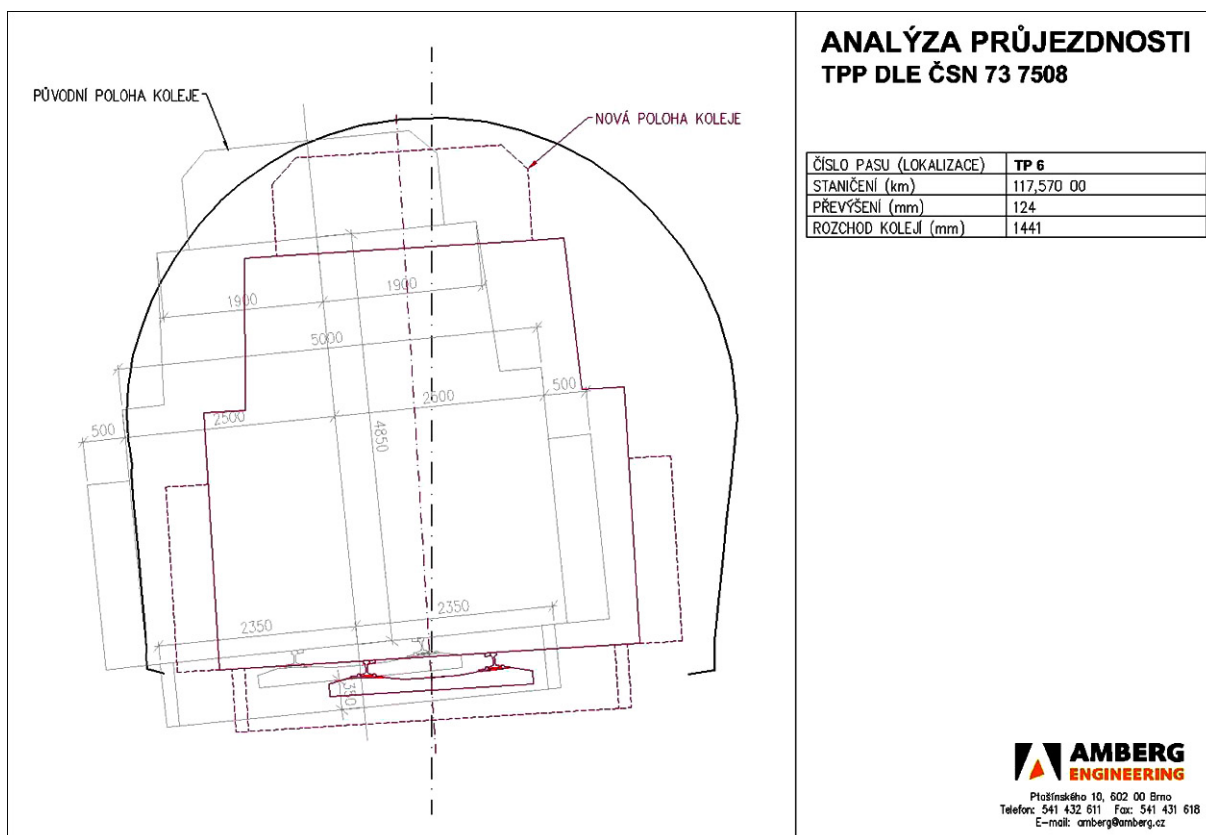 ANALÝZA PRŮJEZDNOSTI
TPP DLE ČSN 73 7508
PŮVODNÍ POLOHA KOLEJE
NOVÁ POLOHA KOLEJE
ČÍSLO PASU (LOKALIZACE) TP 6
STANIČENÍ (km) 117,570 00
PŘEVÝŠENÍ (mm) 124
ROZCHOD KOLEJÍ (mm) 1441
1900 1900
5000
500
2500 2500
500
4850
2350 2350
350
AMBERG
ENGINEERING
Ptašínského 10, 602 00 Brno
Telefon: 541 432 611 Fax: 541 431 618
E-mail: amberg@amberg.cz